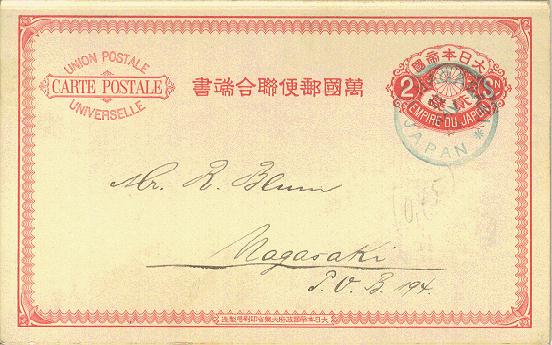 UNION POSTALE
CARTE POSTALE
UNIVERSELLE
書端合聯便郵國萬
國帝本日大
2 Sn
EMPIRE DU JAPON
JAPAN
Mr. R. Blum
Nagasaki
P. O. B. 194.